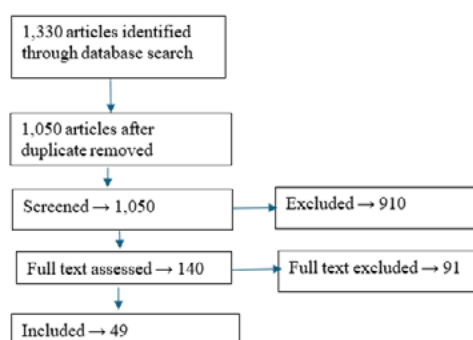 1,330 articles identified
through database search
1,050 articles after
duplicate removed
Screened → 1,050
Excluded → 910
Full text assessed → 140
Full text excluded → 91
Included → 49